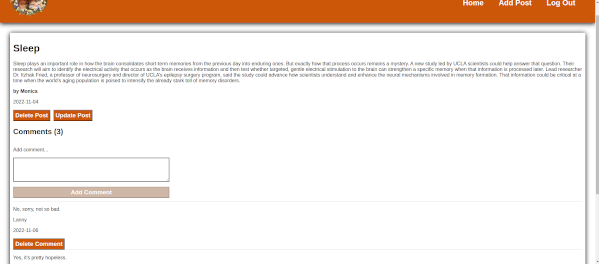 Home Add Post Log Out
Sleep
Sleep plays an important role in how the brain consolidates short-term memories from the previous day into enduring ones. But exactly how that process occurs remains a mystery. A new study led by UCLA scientists could help answer that question. Their
research will aim to identify the electrical activity that occurs as the brain receives information and then test whether targeted, gentle electrical stimulation to the brain can strengthen a specific memory when that information is processed later. Lead researcher
Dr. Itzhak Fried, a professor of neurosurgery and director of UCLA's epilepsy surgery program, said the study could advance how scientists understand and enhance the neural mechanisms involved in memory formation. That information could be critical at a
time when the world's aging population is poised to intensify the already stark toll of memory disorders.
by Monica
2022-11-04
Delete Post Update Post
Comments (3)
Add comment...
Add Comment
No, sorry, not so bad.
Lanny
2022-11-06
Delete Comment
Yes, it's pretty hopeless.